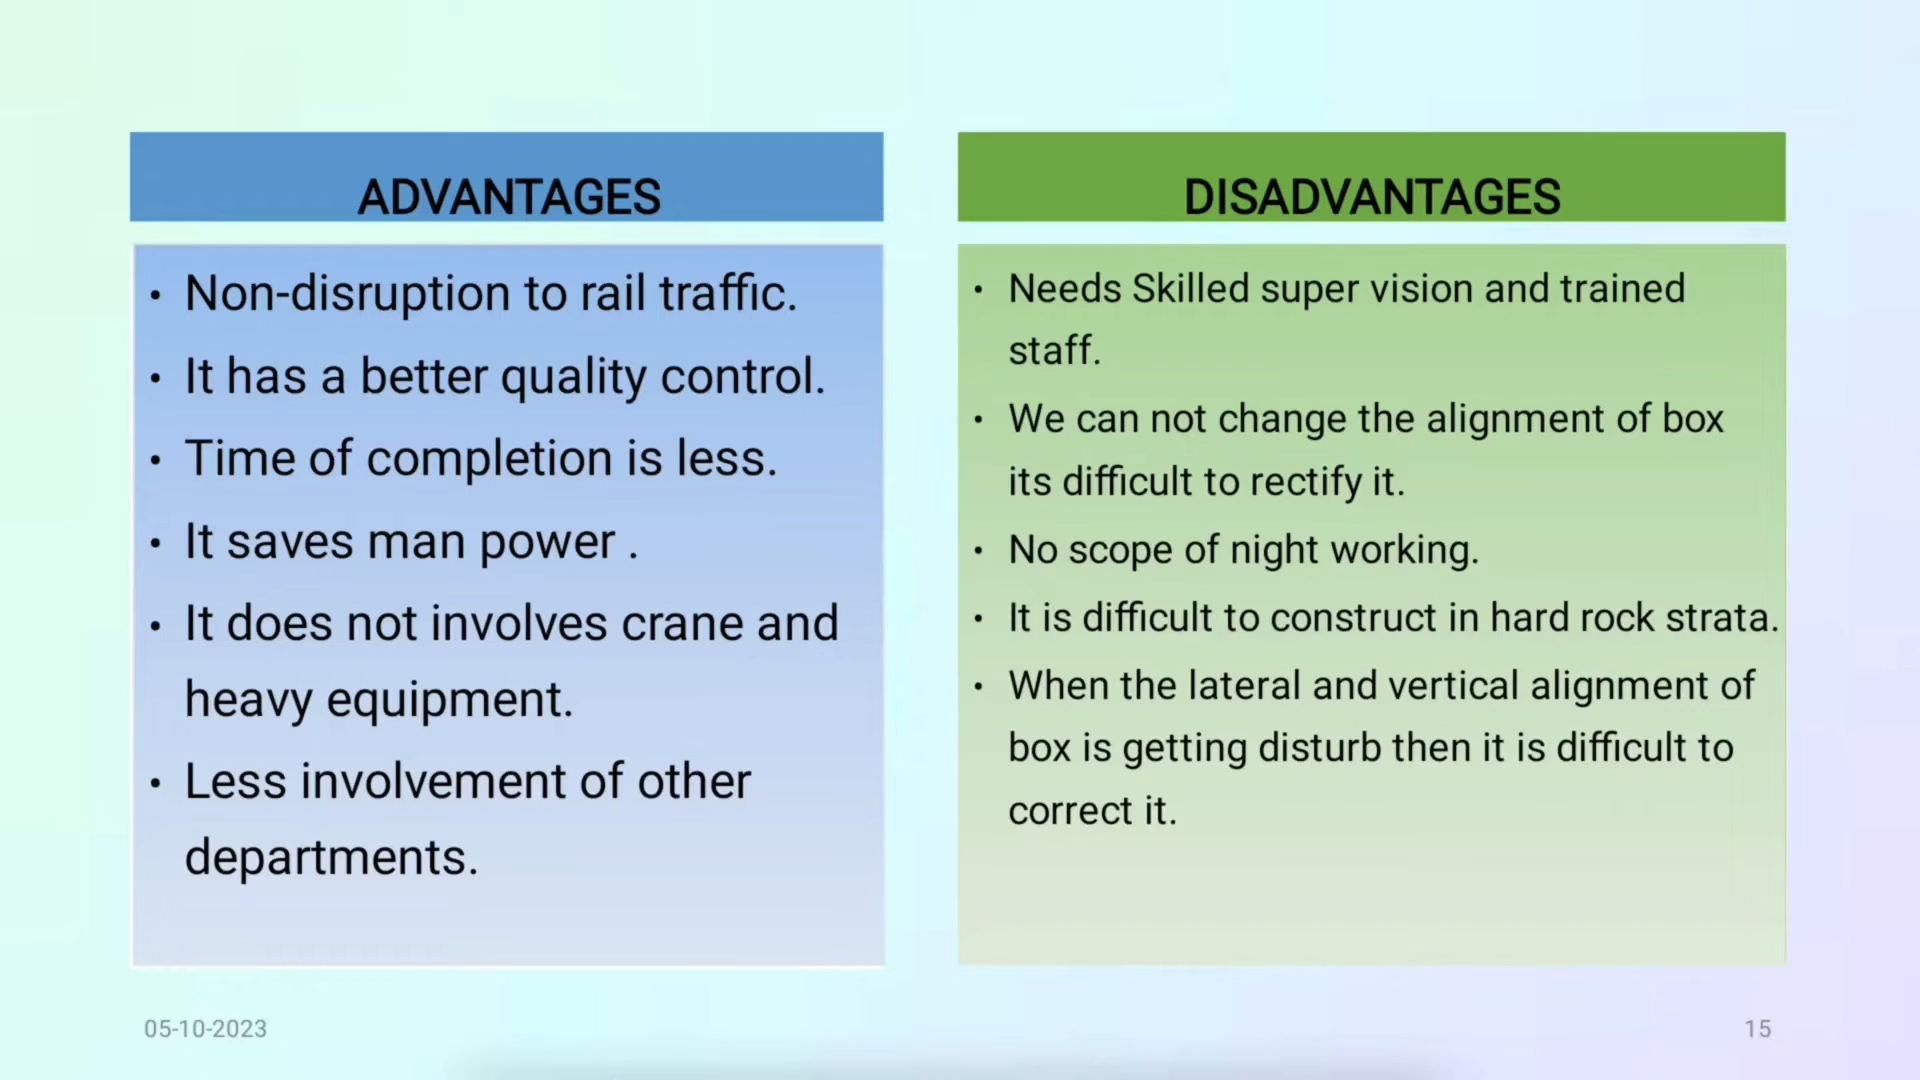 ADVANTAGES
• Non-disruption to rail traffic.
• It has a better quality control.
• Time of completion is less.
• It saves man power .
• It does not involves crane and
heavy equipment.
• Less involvement of other
departments.
DISADVANTAGES
• Needs Skilled super vision and trained
staff.
• We can not change the alignment of box
its difficult to rectify it.
• No scope of night working.
• It is difficult to construct in hard rock strata.
• When the lateral and vertical alignment of
box is getting disturb then it is difficult to
correct it.
05-10-2023
15